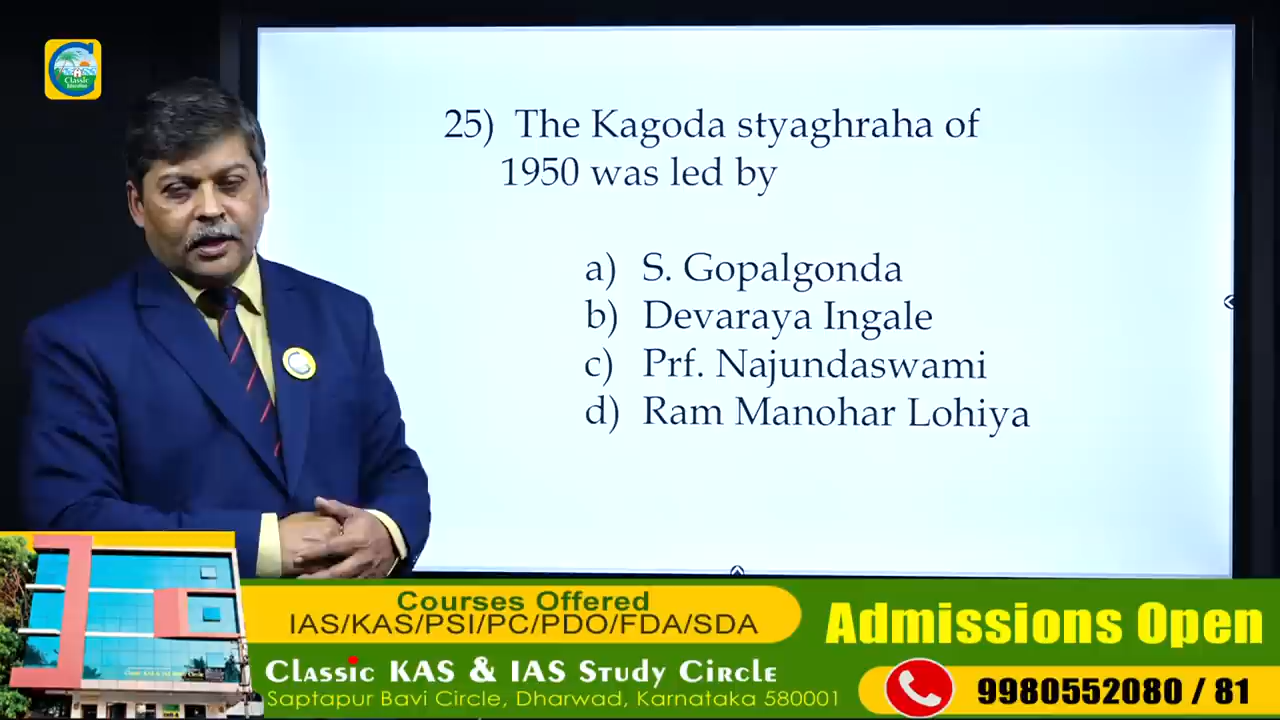 Classic
Education
25) The Kagoda styaghraha of
1950 was led by
a) S. Gopalgonda
b) Devaraya Ingale
c) Prf. Najundaswami
d) Ram Manohar Lohiya
Courses Offered
IAS/KAS/PSI/PC/PDO/FDA/SDA
Classic KAS & IAS Study Circle
Saptapur Bavi Circle, Dharwad, Karnataka 580001
Admissions Open
9980552080 / 81